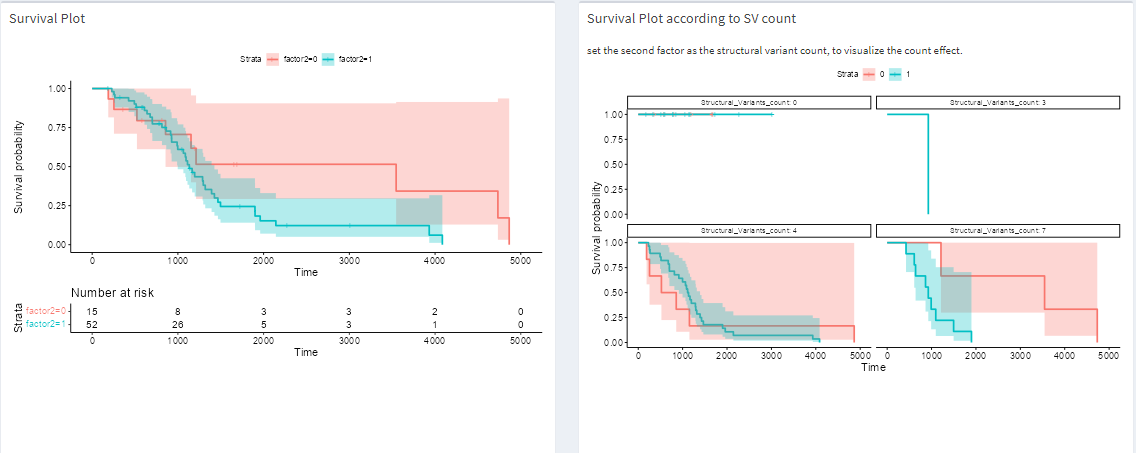 Survival Plot
Strata factor2=0 factor2=1
1.00
0.75
0.50
0.25
0.00
Survival probability
0 1000 2000 3000 4000 5000
Time
Number at risk
Strata
factor2=0 15 8 3 3 2 0
factor2=1 52 26 5 3 1 0
0 1000 2000 3000 4000 5000
Time
Survival Plot according to SV count
set the second factor as the structural variant count, to visualize the count effect.
Strata 0 1
Structural_Variants_count: 0 Structural_Variants_count: 3
1.00
0.75
0.50
0.25
0.00
Survival probability
Structural_Variants_count: 4 Structural_Variants_count: 7
1.00
0.75
0.50
0.25
0.00
0 1000 2000 3000 4000 5000 0 1000 2000 3000 4000 5000
Time